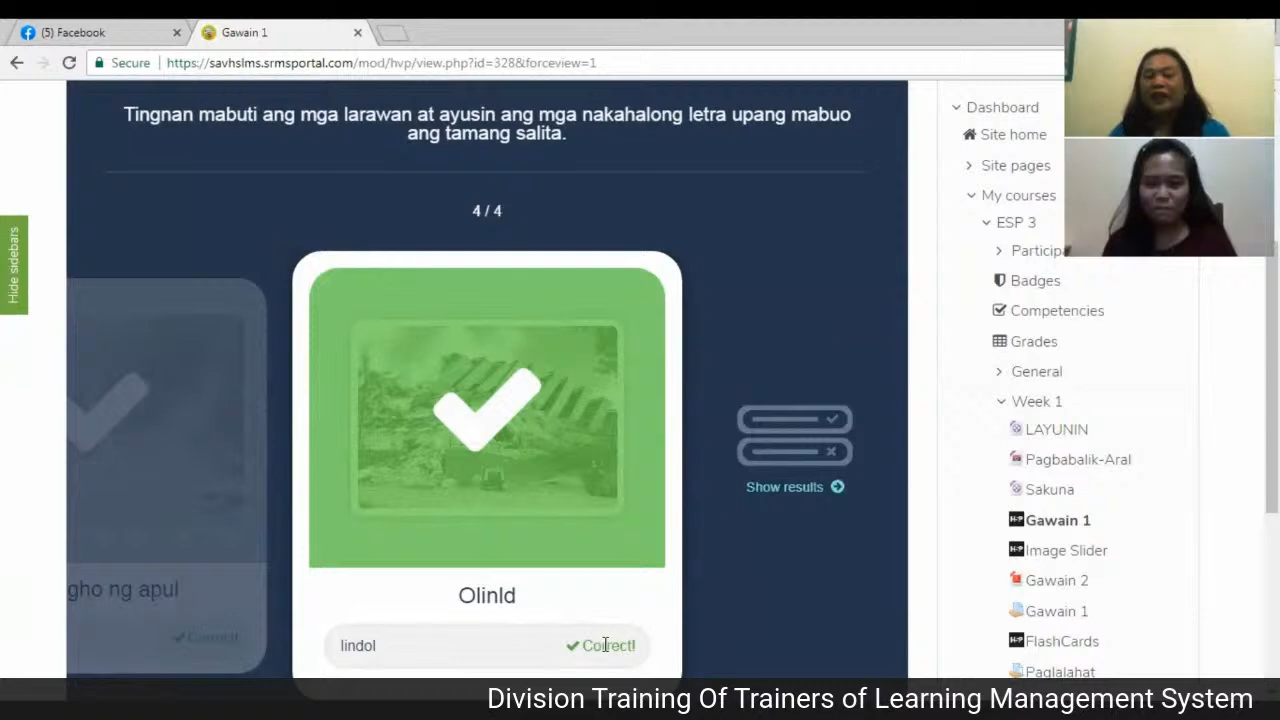 (5) Facebook
Gawain 1
Secure
https://savhslms.srmsportal.com/mod/hvp/view.php?id=328&forceview=1
Hide sidebars
Tingnan mabuti ang mga larawan at ayusin ang mga nakahalong letra upang mabuo
ang tamang salita.
4 / 4
gho ng apul
Correct!
Olinld
lindol
Correct!
Show results
Dashboard
Site home
Site pages
My courses
ESP 3
Participa
Badges
Competencies
Grades
General
Week 1
LAYUNIN
Pagbabalik-Aral
Sakuna
H-P Gawain 1
H-P Image Slider
Gawain 2
Gawain 1
H-P FlashCards
Paglalahat
Division Training Of Trainers of Learning Management System